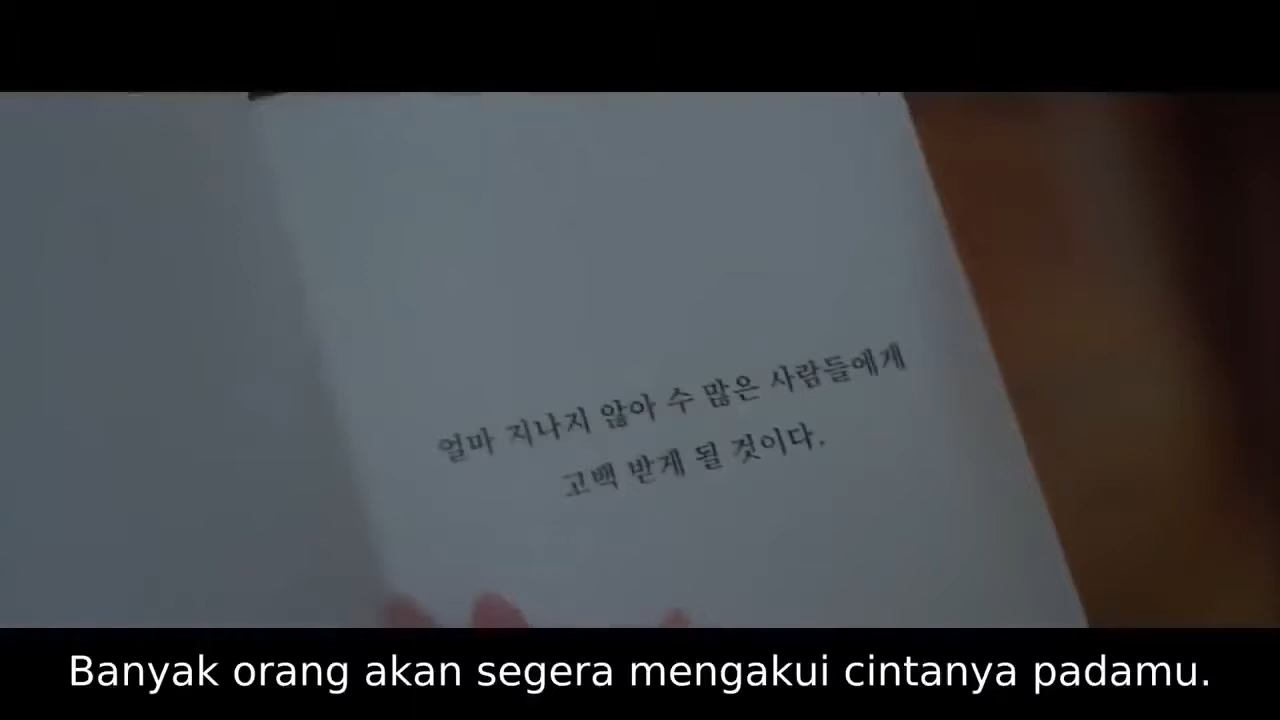 얼마 지나지 않아 수 많은 사람들에게
고백 받게 될 것이다.
Banyak orang akan segera mengakui cintanya padamu.